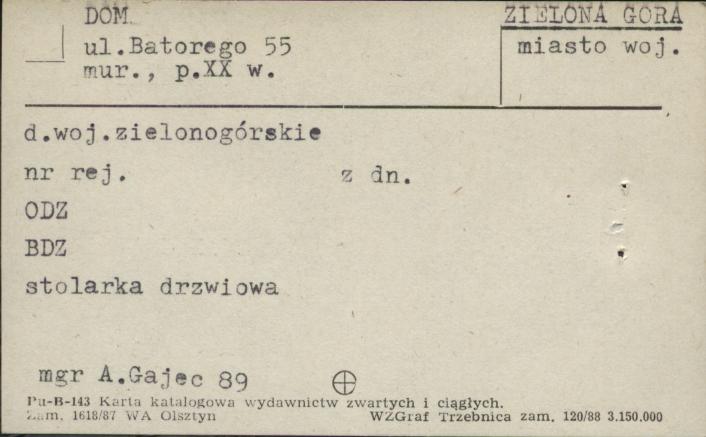 DOM
ul.Batorego 55
mur., p.XX w.
ZIELONA GÓRA
miasto woj.
d.woj.zielonogórskie
nr rej. z dn.
ODZ
BDZ
stolarka drzwiowa
mgr A.Gajec 89
Pu-B-143 Karta katalogowa wydawnictw zwartych i ciągłych.
Zam. 1618/87 WA Olsztyn WZGraf Trzebnica zam. 120/88 3.150.000